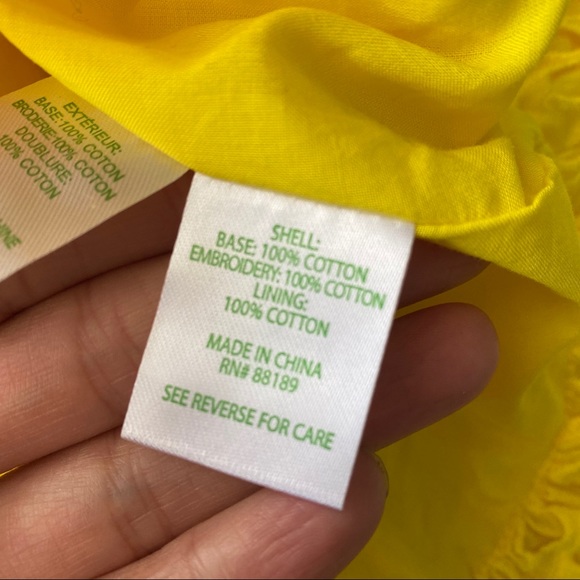 EXTÉRIEUR:
BASE:100% COTON
BRODERIE:100% COTON
DOUBLURE:
100% COTON
SHELL:
BASE: 100% COTTON
EMBROIDERY: 100% COTTON
LINING:
100% COTTON
MADE IN CHINA
RN# 88189
SEE REVERSE FOR CARE